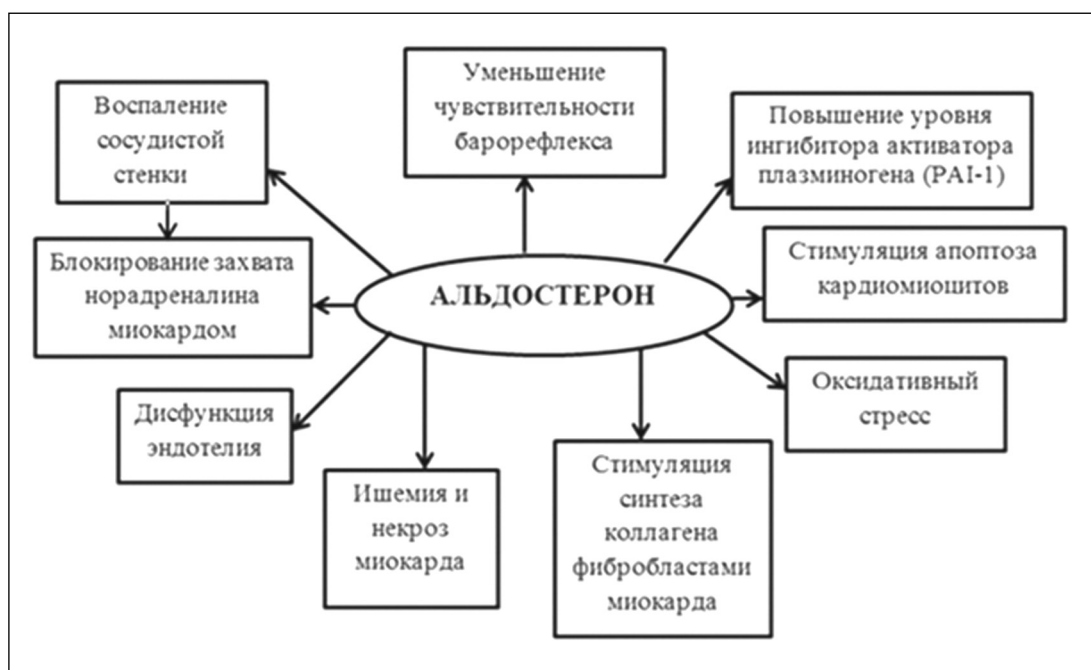 Воспаление
сосудистой
стенки
Уменьшение
чувствительности
барорефлекса
Повышение уровня
ингибитора активатора
плазминогена (PAI-1)
Блокирование захвата
норадреналина
миокардом
АЛЬДОСТЕРОН
Стимуляция апоптоза
кардиомиоцитов
Дисфункция
эндотелия
Ишемия и
некроз
миокарда
Стимуляция
синтеза
коллагена
фибробластами
миокарда
Оксидативный
стресс